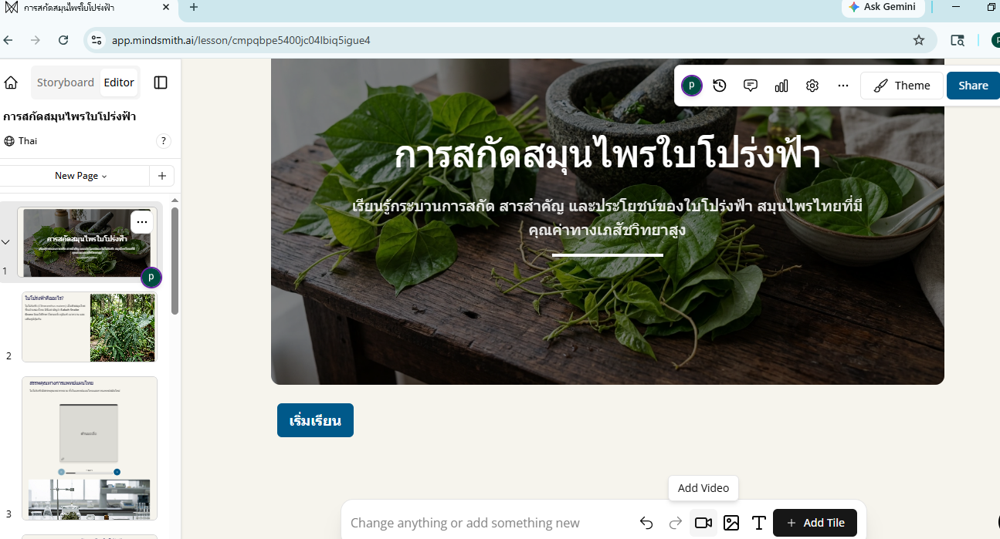 การสกัดสมุนไพรใบโปร่งฟ้า
Ask Gemini
app.mindsmith.ai/lesson/cmpqbpe5400jc04lbiq5igue4
Storyboard
Editor
การสกัดสมุนไพรใบโปร่งฟ้า
Thai
?
New Page
1
การสกัดสมุนไพรใบโปร่งฟ้า
p
2
ใบโปร่งฟ้าคืออะไร?
3
สรรพคุณทางการแพทย์แผนไทย
p
Theme
Share
การสกัดสมุนไพรใบโปร่งฟ้า
เรียนรู้กระบวนการสกัด สารสำคัญ และประโยชน์ของใบโปร่งฟ้า สมุนไพรไทยที่มี
คุณค่าทางเภสัชวิทยาสูง
เริ่มเรียน
Add Video
Change anything or add something new
Add Tile